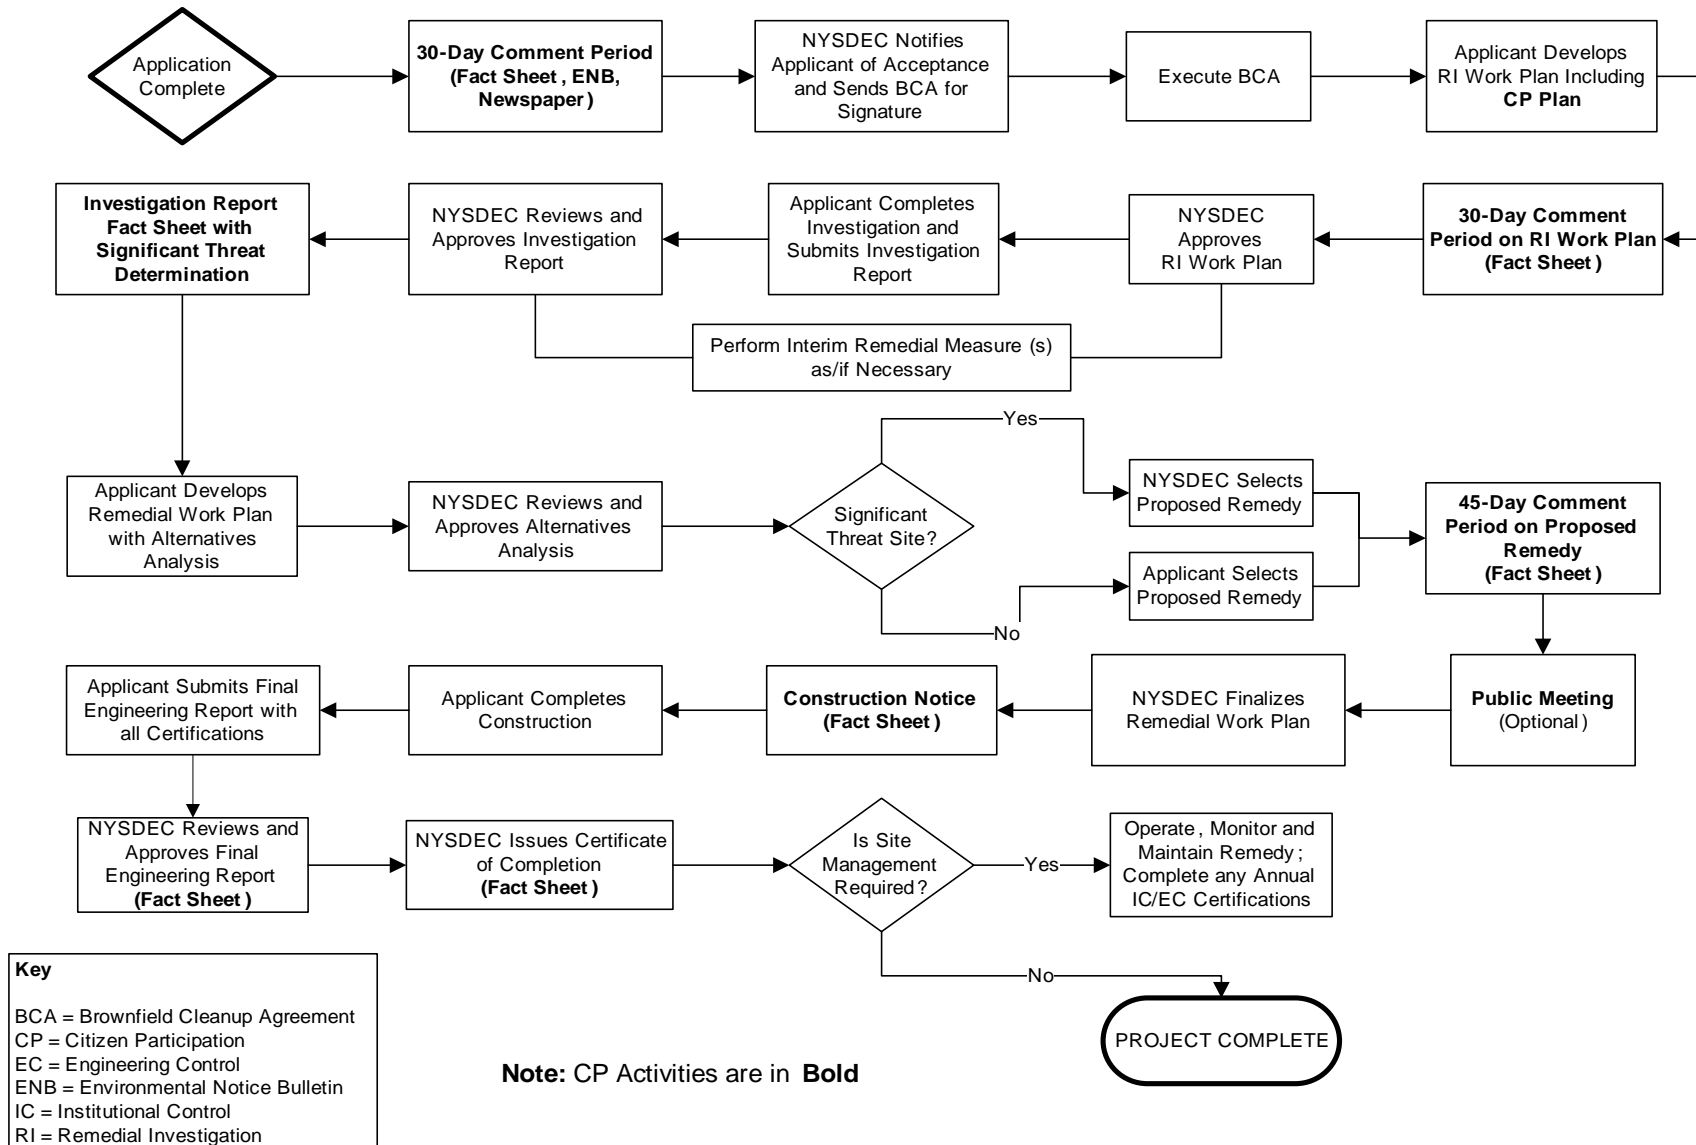 Application
Complete
30-Day Comment Period
(Fact Sheet, ENB,
Newspaper)
NYSDEC Notifies
Applicant of Acceptance
and Sends BCA for
Signature
Execute BCA
Applicant Develops
RI Work Plan Including
CP Plan
30-Day Comment
Period on RI Work Plan
(Fact Sheet)
NYSDEC
Approves
RI Work Plan
Applicant Completes
Investigation and
Submits Investigation
Report
NYSDEC Reviews and
Approves Investigation
Report
Investigation Report
Fact Sheet with
Significant Threat
Determination
Perform Interim Remedial Measure (s)
as/if Necessary
Applicant Develops
Remedial Work Plan
with Alternatives
Analysis
NYSDEC Reviews and
Approves Alternatives
Analysis
Significant
Threat Site?
Yes
No
NYSDEC Selects
Proposed Remedy
Applicant Selects
Proposed Remedy
45-Day Comment
Period on Proposed
Remedy
(Fact Sheet)
Public Meeting
(Optional)
NYSDEC Finalizes
Remedial Work Plan
Construction Notice
(Fact Sheet)
Applicant Completes
Construction
Applicant Submits Final
Engineering Report with
all Certifications
NYSDEC Reviews and
Approves Final
Engineering Report
(Fact Sheet)
NYSDEC Issues Certificate
of Completion
(Fact Sheet)
Is Site
Management
Required?
Yes
Operate, Monitor and
Maintain Remedy;
Complete any Annual
IC/EC Certifications
No
PROJECT COMPLETE
Key
BCA = Brownfield Cleanup Agreement
CP = Citizen Participation
EC = Engineering Control
ENB = Environmental Notice Bulletin
IC = Institutional Control
RI = Remedial Investigation
Note: CP Activities are in Bold